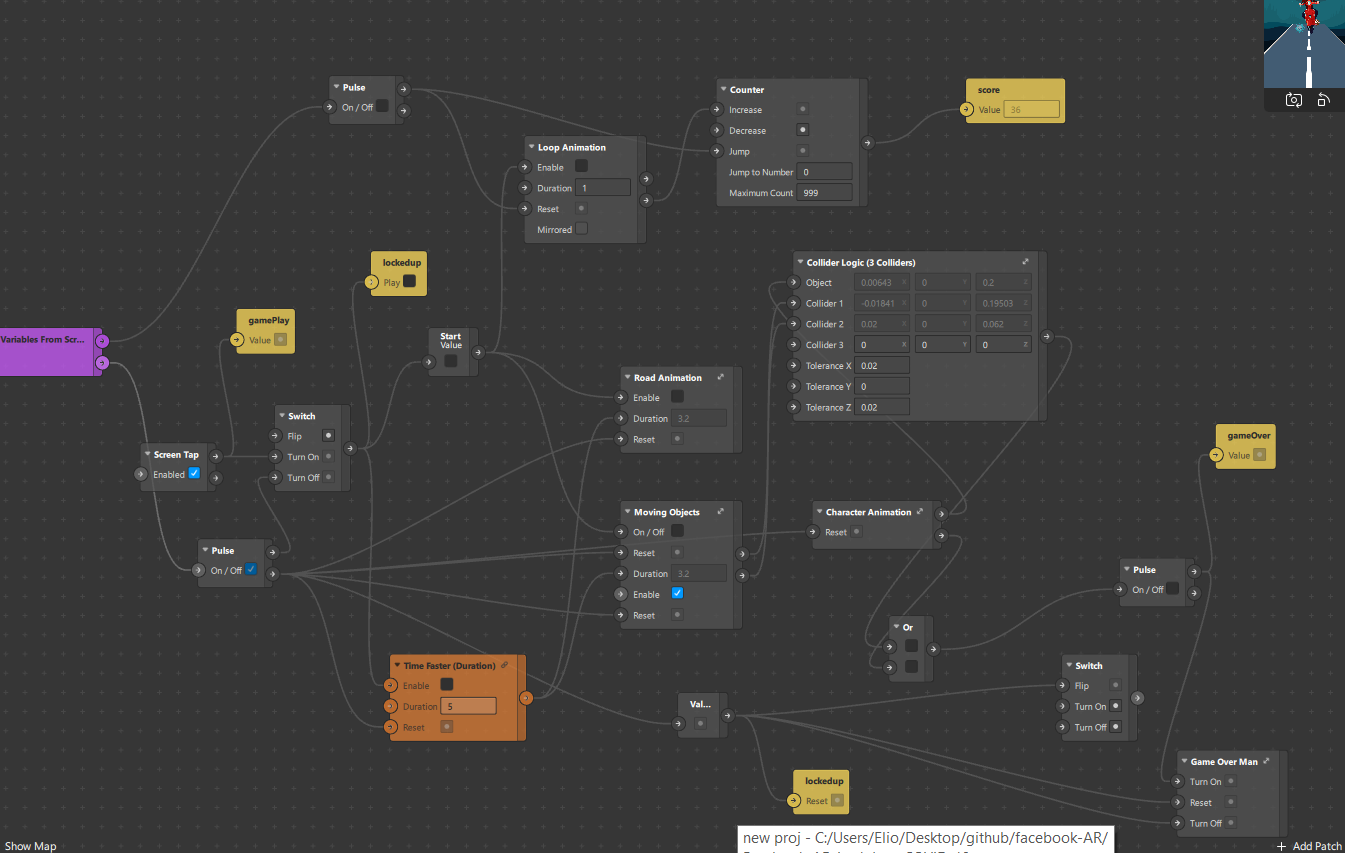 Pulse
On / Off
Counter
Increase
Decrease
Jump
Jump to Number 0
Maximum Count 999
score
Value 36
Loop Animation
Enable
Duration 1
Reset
Mirrored
lockedup
Play
gamePlay
Value
Variables From Scr...
Start
Value
Collider Logic (3 Colliders)
Object 0.00643 X 0 Y 0.2 Z
Collider 1 -0.01841 X 0 Y 0.19503 Z
Collider 2 0.02 X 0 Y 0.062 Z
Collider 3 0 X 0 Y 0 Z
Tolerance X 0.02
Tolerance Y 0
Tolerance Z 0.02
Road Animation
Enable
Duration 3.2
Reset
Switch
Flip
Turn On
Turn Off
Screen Tap
Enabled
gameOver
Value
Pulse
On / Off
Moving Objects
On / Off
Reset
Duration 3.2
Enable
Reset
Character Animation
Reset
Pulse
On / Off
Or
Time Faster (Duration)
Enable
Duration 5
Reset
Switch
Flip
Turn On
Turn Off
Val...
lockedup
Reset
Game Over Man
Turn On
Reset
Turn Off
new proj - C:/Users/Elio/Desktop/github/facebook-AR/
Show Map
Add Patch